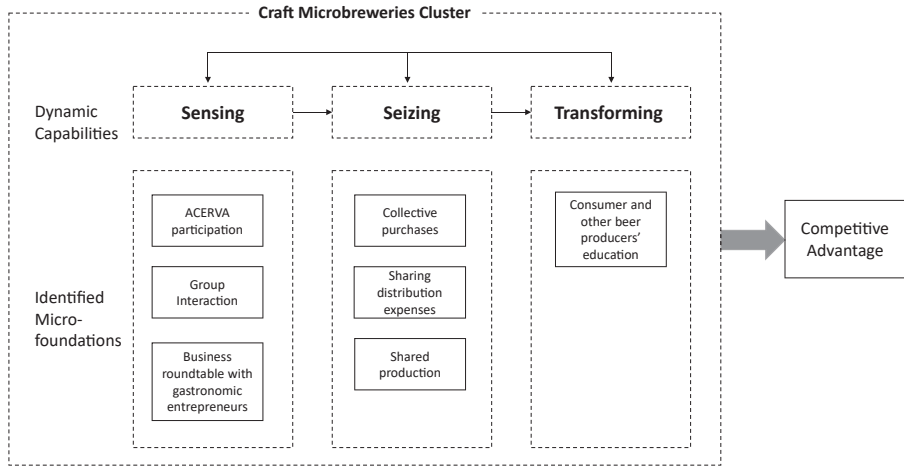 Craft Microbreweries Cluster
Dynamic
Capabilities
Sensing
Seizing
Transforming
Identified
Micro-
foundations
ACERVA
participation
Group
Interaction
Business
roundtable with
gastronomic
entrepreneurs
Collective
purchases
Sharing
distribution
expenses
Shared
production
Consumer and
other beer
producers’
education
Competitive
Advantage